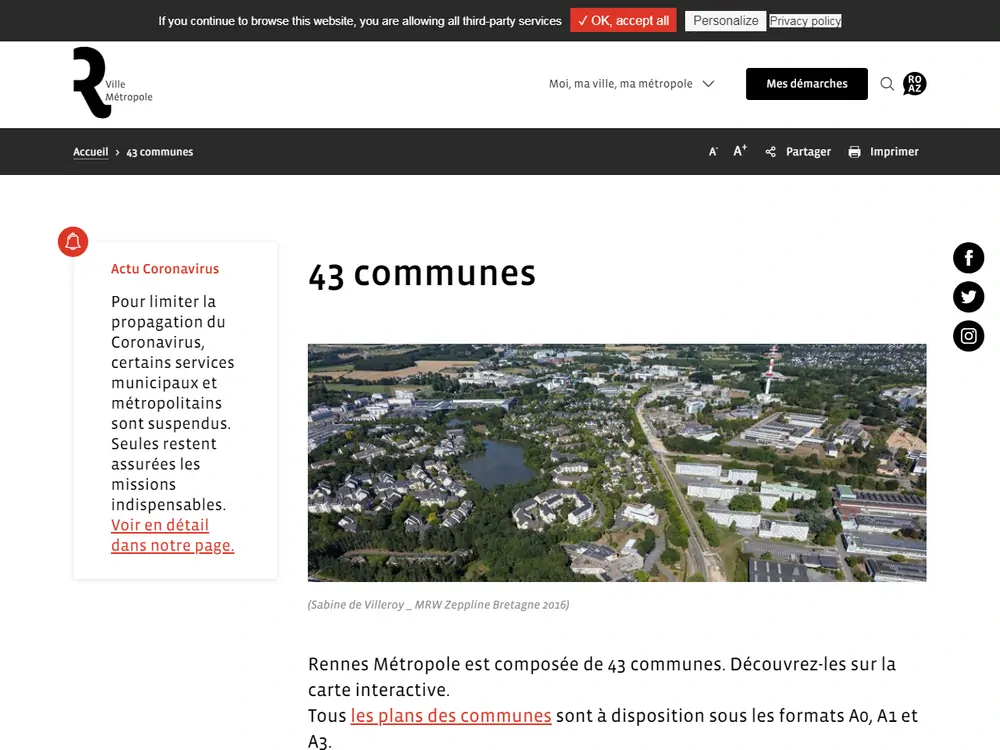 If you continue to browse this website, you are allowing all third-party services ✓ OK, accept all Personalize Privacy policy
R Ville Métropole
Moi, ma ville, ma métropole Mes démarches
RO AZ
Accueil › 43 communes
A- A+ Partager Imprimer
Actu Coronavirus
Pour limiter la
propagation du
Coronavirus,
certains services
municipaux et
métropolitains
sont suspendus.
Seules restent
assurées les
missions
indispensables.
Voir en détail
dans notre page.
43 communes
(Sabine de Villeroy _ MRW Zeppline Bretagne 2016)
Rennes Métropole est composée de 43 communes. Découvrez-les sur la
carte interactive.
Tous les plans des communes sont à disposition sous les formats A0, A1 et
A3.